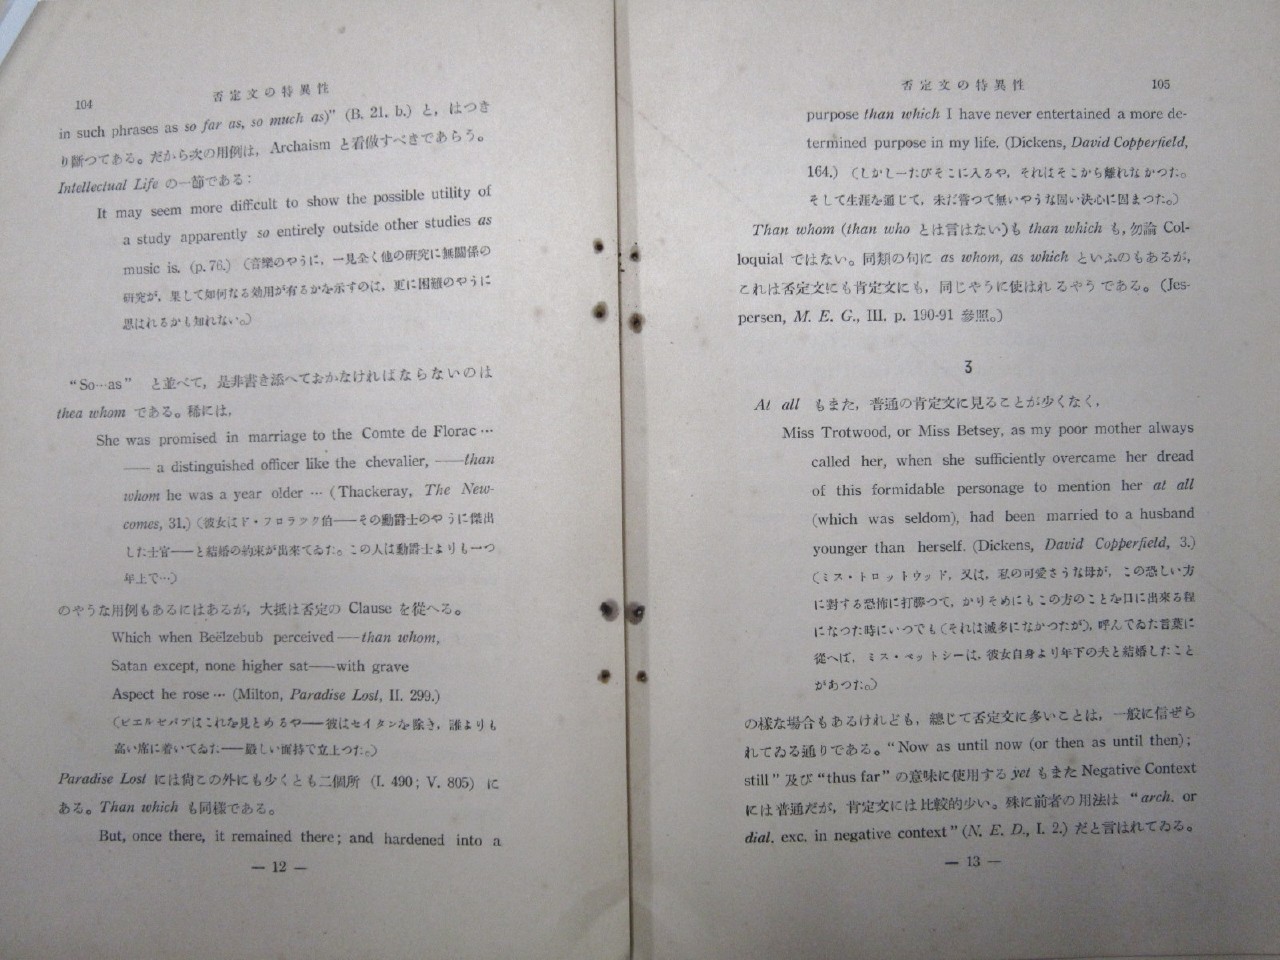 104
否定文の特異性
in such phrases as so far as, so much as)" (B. 21. b.) と，はつき
り斷つてある。だから次の用例は，Archaism と看做すべきであらう。
Intellectual Life の一節である：
It may seem more difficult to show the possible utility of
a study apparently so entirely outside other studies as
music is. (p. 76.) （音樂のやうに，一見全く他の研究に無關係の
研究が，果して如何なる効用が有るかを示すのは，更に困難のやうに
思はれるかも知れない。）
"So…as" と並べて，是非書き添へておかなければならないのは
thea whom である。稀には，
She was promised in marriage to the Comte de Florac …
—— a distinguished officer like the chevalier, ——than
whom he was a year older … (Thackeray, The New-
comes, 31.) （彼女はド・フロラック伯——その勳爵士のやうに傑出
した士官——と結婚の約束が出來てゐた。この人は勳爵士よりも一つ
年上で…）
のやうな用例もあるにはあるが，大抵は否定の Clause を從へる。
Which when Beëlzebub perceived——than whom,
Satan except, none higher sat——with grave
Aspect he rose … (Milton, Paradise Lost, II. 299.)
（ビエルゼバブはこれを見とめるや——彼はセイタンを除き，誰よりも
高い席に着いてゐた——嚴しい面持で立上つた。）
Paradise Lost には尙この外にも少くとも二個所 (I. 490; V. 805) に
ある。Than which も同樣である。
But, once there, it remained there; and hardened into a
— 12 —
否定文の特異性
105
purpose than which I have never entertained a more de-
termined purpose in my life. (Dickens, David Copperfield,
164.) （しかし一たびそこに入るや，それはそこから離れなかつた。
そして生涯を通じて，未だ嘗つて無いやうな固い決心に固まつた。）
Than whom (than who とは言はない)も than which も，勿論 Col-
loquial ではない。同類の句に as whom, as which といふのもあるが，
これは否定文にも肯定文にも，同じやうに使はれるやうである。(Jes-
persen, M. E. G., III. p. 190-91 參照。)
3
At all もまた，普通の肯定文に見ることが少くなく，
Miss Trotwood, or Miss Betsey, as my poor mother always
called her, when she sufficiently overcame her dread
of this formidable personage to mention her at all
(which was seldom), had been married to a husband
younger than herself. (Dickens, David Copperfield, 3.)
（ミス・トロットウッド，又は，私の可愛さうな母が，この恐しい方
に對する恐怖に打勝つて，かりそめにもこの方のことを口に出來る程
になつた時にいつでも（それは滅多になかつたが），呼んでゐた言葉に
從へば，ミス・ベットシーは，彼女自身より年下の夫と結婚したこと
があつた。）
の樣な場合もあるけれども，總じて否定文に多いことは，一般に信ぜら
れてゐる通りである。"Now as until now (or then as until then);
still" 及び "thus far" の意味に使用する yet もまた Negative Context
には普通だが，肯定文には比較的少い。殊に前者の用法は "arch. or
dial. exc. in negative context" (N. E. D., I. 2.) だと言はれてゐる。
— 13 —